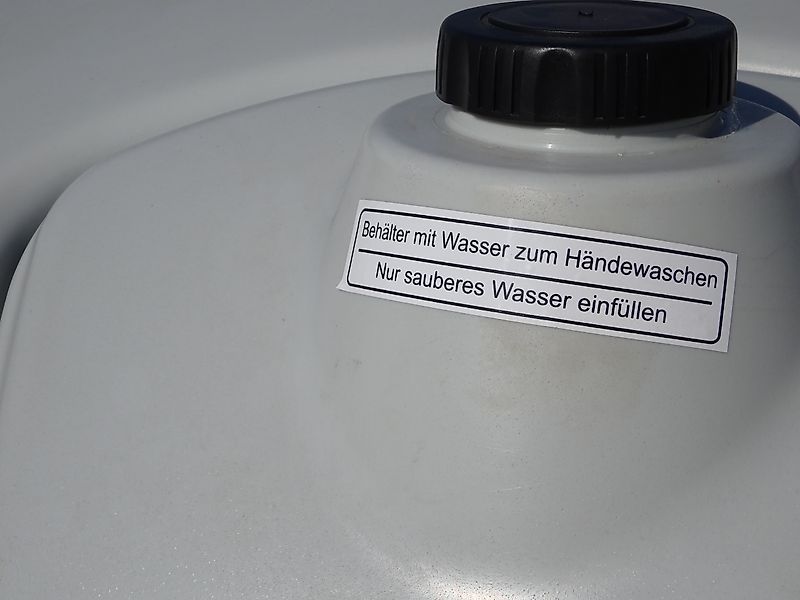 Behälter mit Wasser zum Händewaschen
Nur sauberes Wasser einfüllen